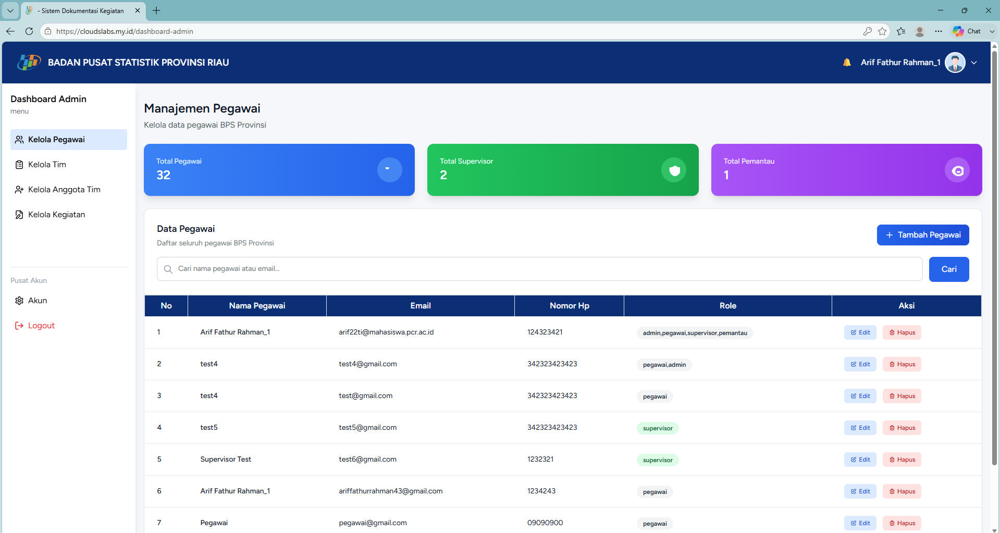 - Sistem Dokumentasi Kegiatan
https://cloudslabs.my.id/dashboard-admin
Chat
BADAN PUSAT STATISTIK PROVINSI RIAU
Arif Fathur Rahman_1
Dashboard Admin
menu
Kelola Pegawai
Kelola Tim
Kelola Anggota Tim
Kelola Kegiatan
Pusat Akun
Akun
Logout
Manajemen Pegawai
Kelola data pegawai BPS Provinsi
Total Pegawai
32
Total Supervisor
2
Total Pemantau
1
Data Pegawai
Daftar seluruh pegawai BPS Provinsi
+ Tambah Pegawai
Cari nama pegawai atau email...
Cari
No Nama Pegawai Email Nomor Hp Role Aksi
1 Arif Fathur Rahman_1 arif22ti@mahasiswa.pcr.ac.id 124323421 admin,pegawai,supervisor,pemantau Edit Hapus
2 test4 test4@gmail.com 342323423423 pegawai,admin Edit Hapus
3 test4 test@gmail.com 342323423423 pegawai Edit Hapus
4 test5 test5@gmail.com 342323423423 supervisor Edit Hapus
5 Supervisor Test test6@gmail.com 1232321 supervisor Edit Hapus
6 Arif Fathur Rahman_1 ariffathurrahman43@gmail.com 1234243 pegawai Edit Hapus
7 Pegawai pegawai@gmail.com 09090900 pegawai Edit Hapus